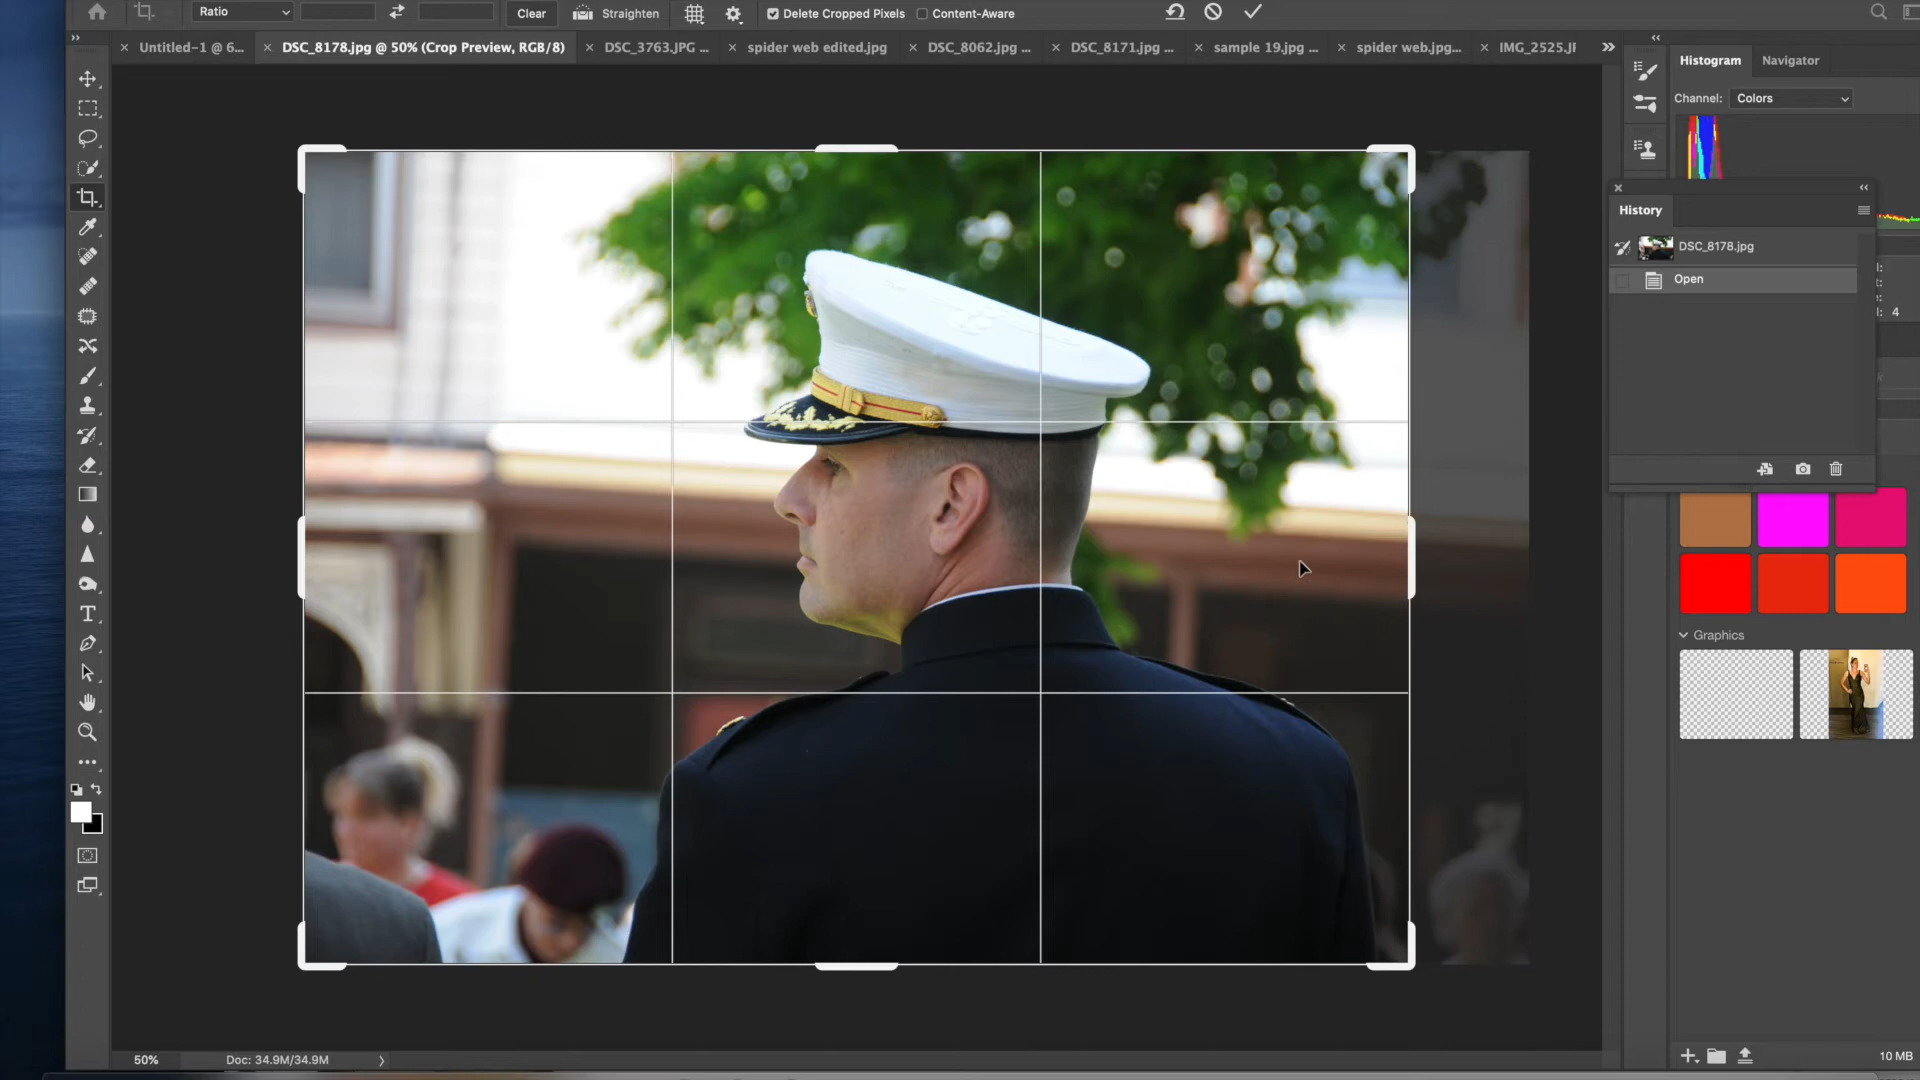 Ratio
Clear
Straighten
Delete Cropped Pixels
Content-Aware
Untitled-1 @ 6...
DSC_8178.jpg @ 50% (Crop Preview, RGB/8)
DSC_3763.JPG ...
spider web edited.jpg
DSC_8062.jpg ...
DSC_8171.jpg ...
sample 19.jpg ...
spider web.jpg...
IMG_2525.JI
Histogram
Navigator
Channel:
Colors
History
DSC_8178.jpg
Open
4
Graphics
50%
Doc: 34.9M/34.9M
10 MB